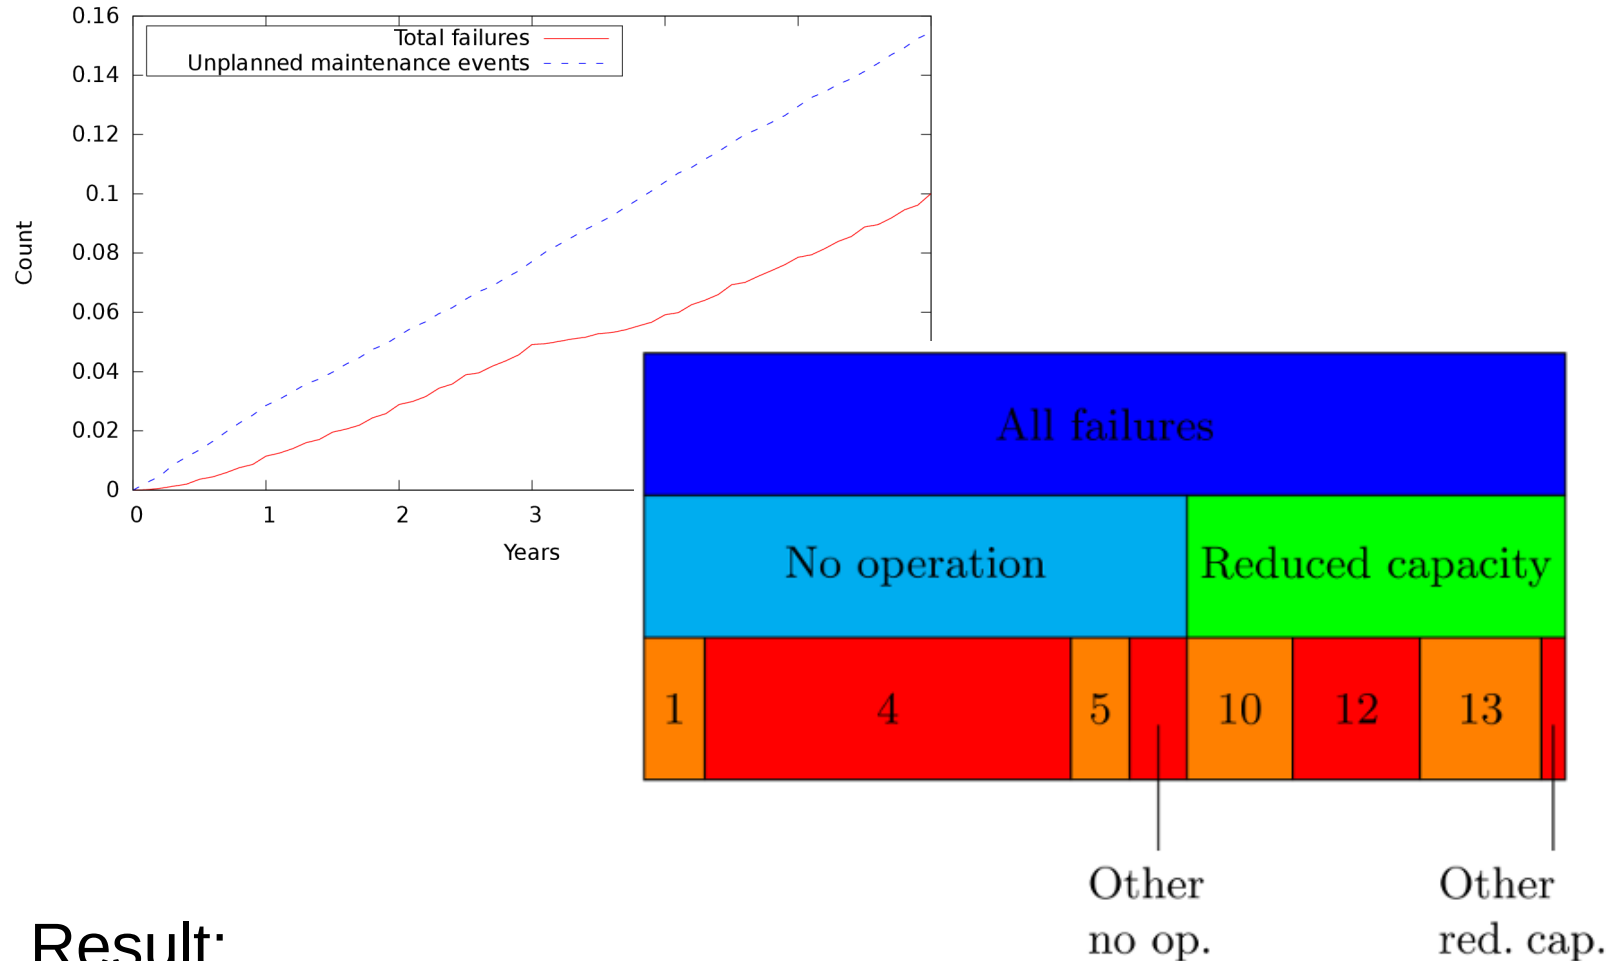 0.16
0.14
0.12
0.1
0.08
0.06
0.04
0.02
0
Count
Total failures
Unplanned maintenance events
0 1 2 3
Years
All failures
No operation Reduced capacity
1 4 5 10 12 13
Other
no op.
Other
red. cap.
Result: